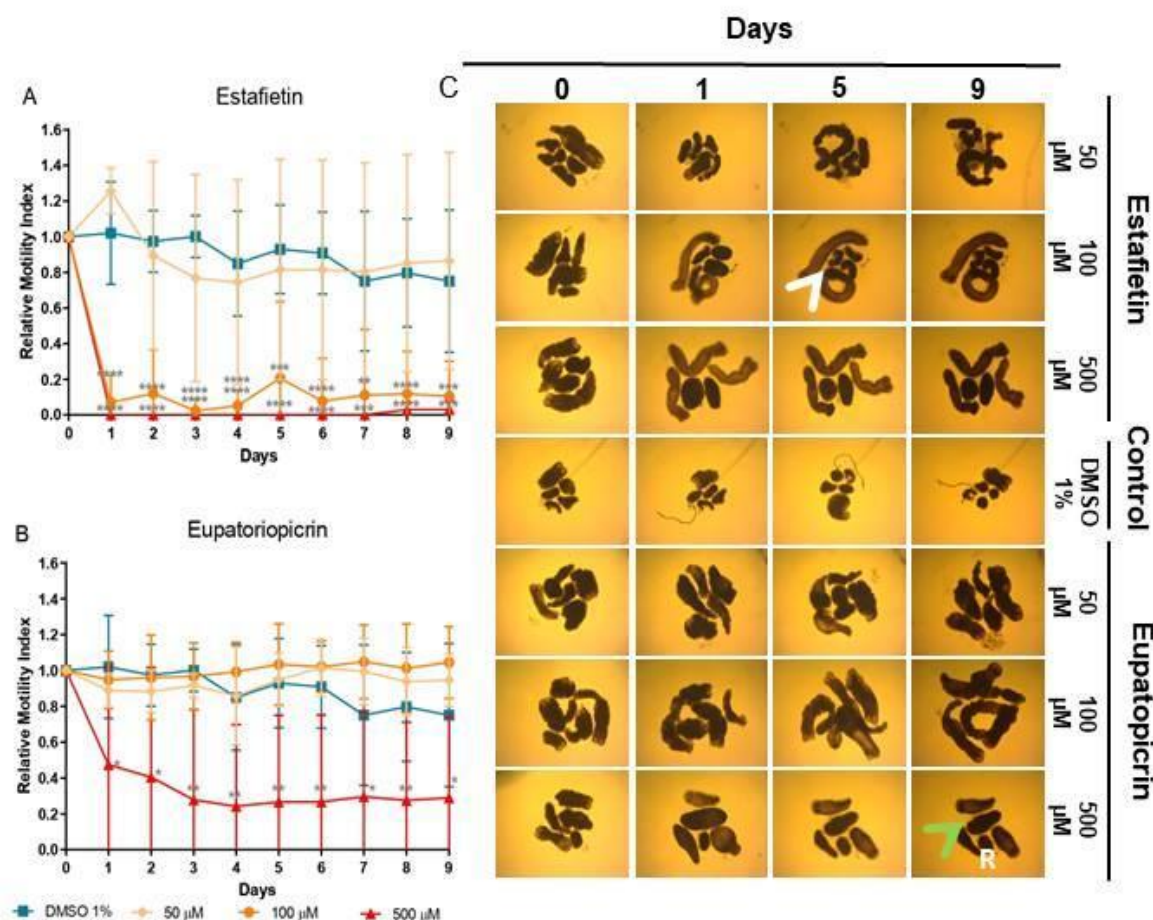 A
Estafietin
Relative Motility Index
1.6
1.4
1.2
1.0
0.8
0.6
0.4
0.2
0.0
0 1 2 3 4 5 6 7 8 9
Days
B
Eupatoriopicrin
Relative Motility Index
1.6
1.4
1.2
1.0
0.8
0.6
0.4
0.2
0.0
0 1 2 3 4 5 6 7 8 9
Days
DMSO 1% 50 µM 100 µM 500 µM
Days
C 0 1 5 9
50 µM
100 µM
500 µM
Estafietin
DMSO 1%
Control
50 µM
100 µM
500 µM
Eupatopicrin
R